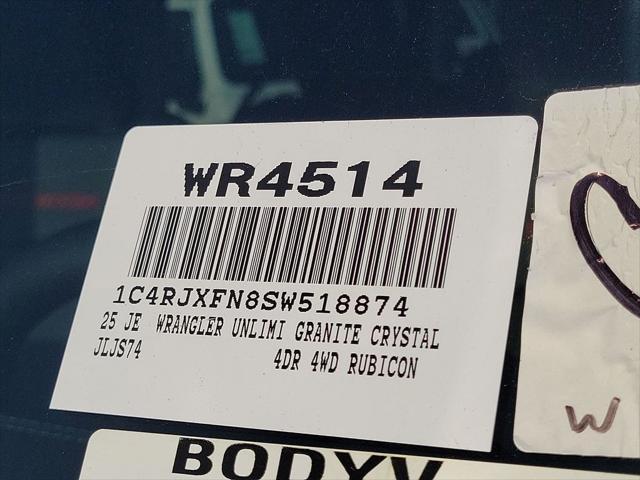 WR4514
1C4RJXFN8SW518874
25 JE WRANGLER UNLIMI GRANITE CRYSTAL
JLJS74 4DR 4WD RUBICON
W
BODYV